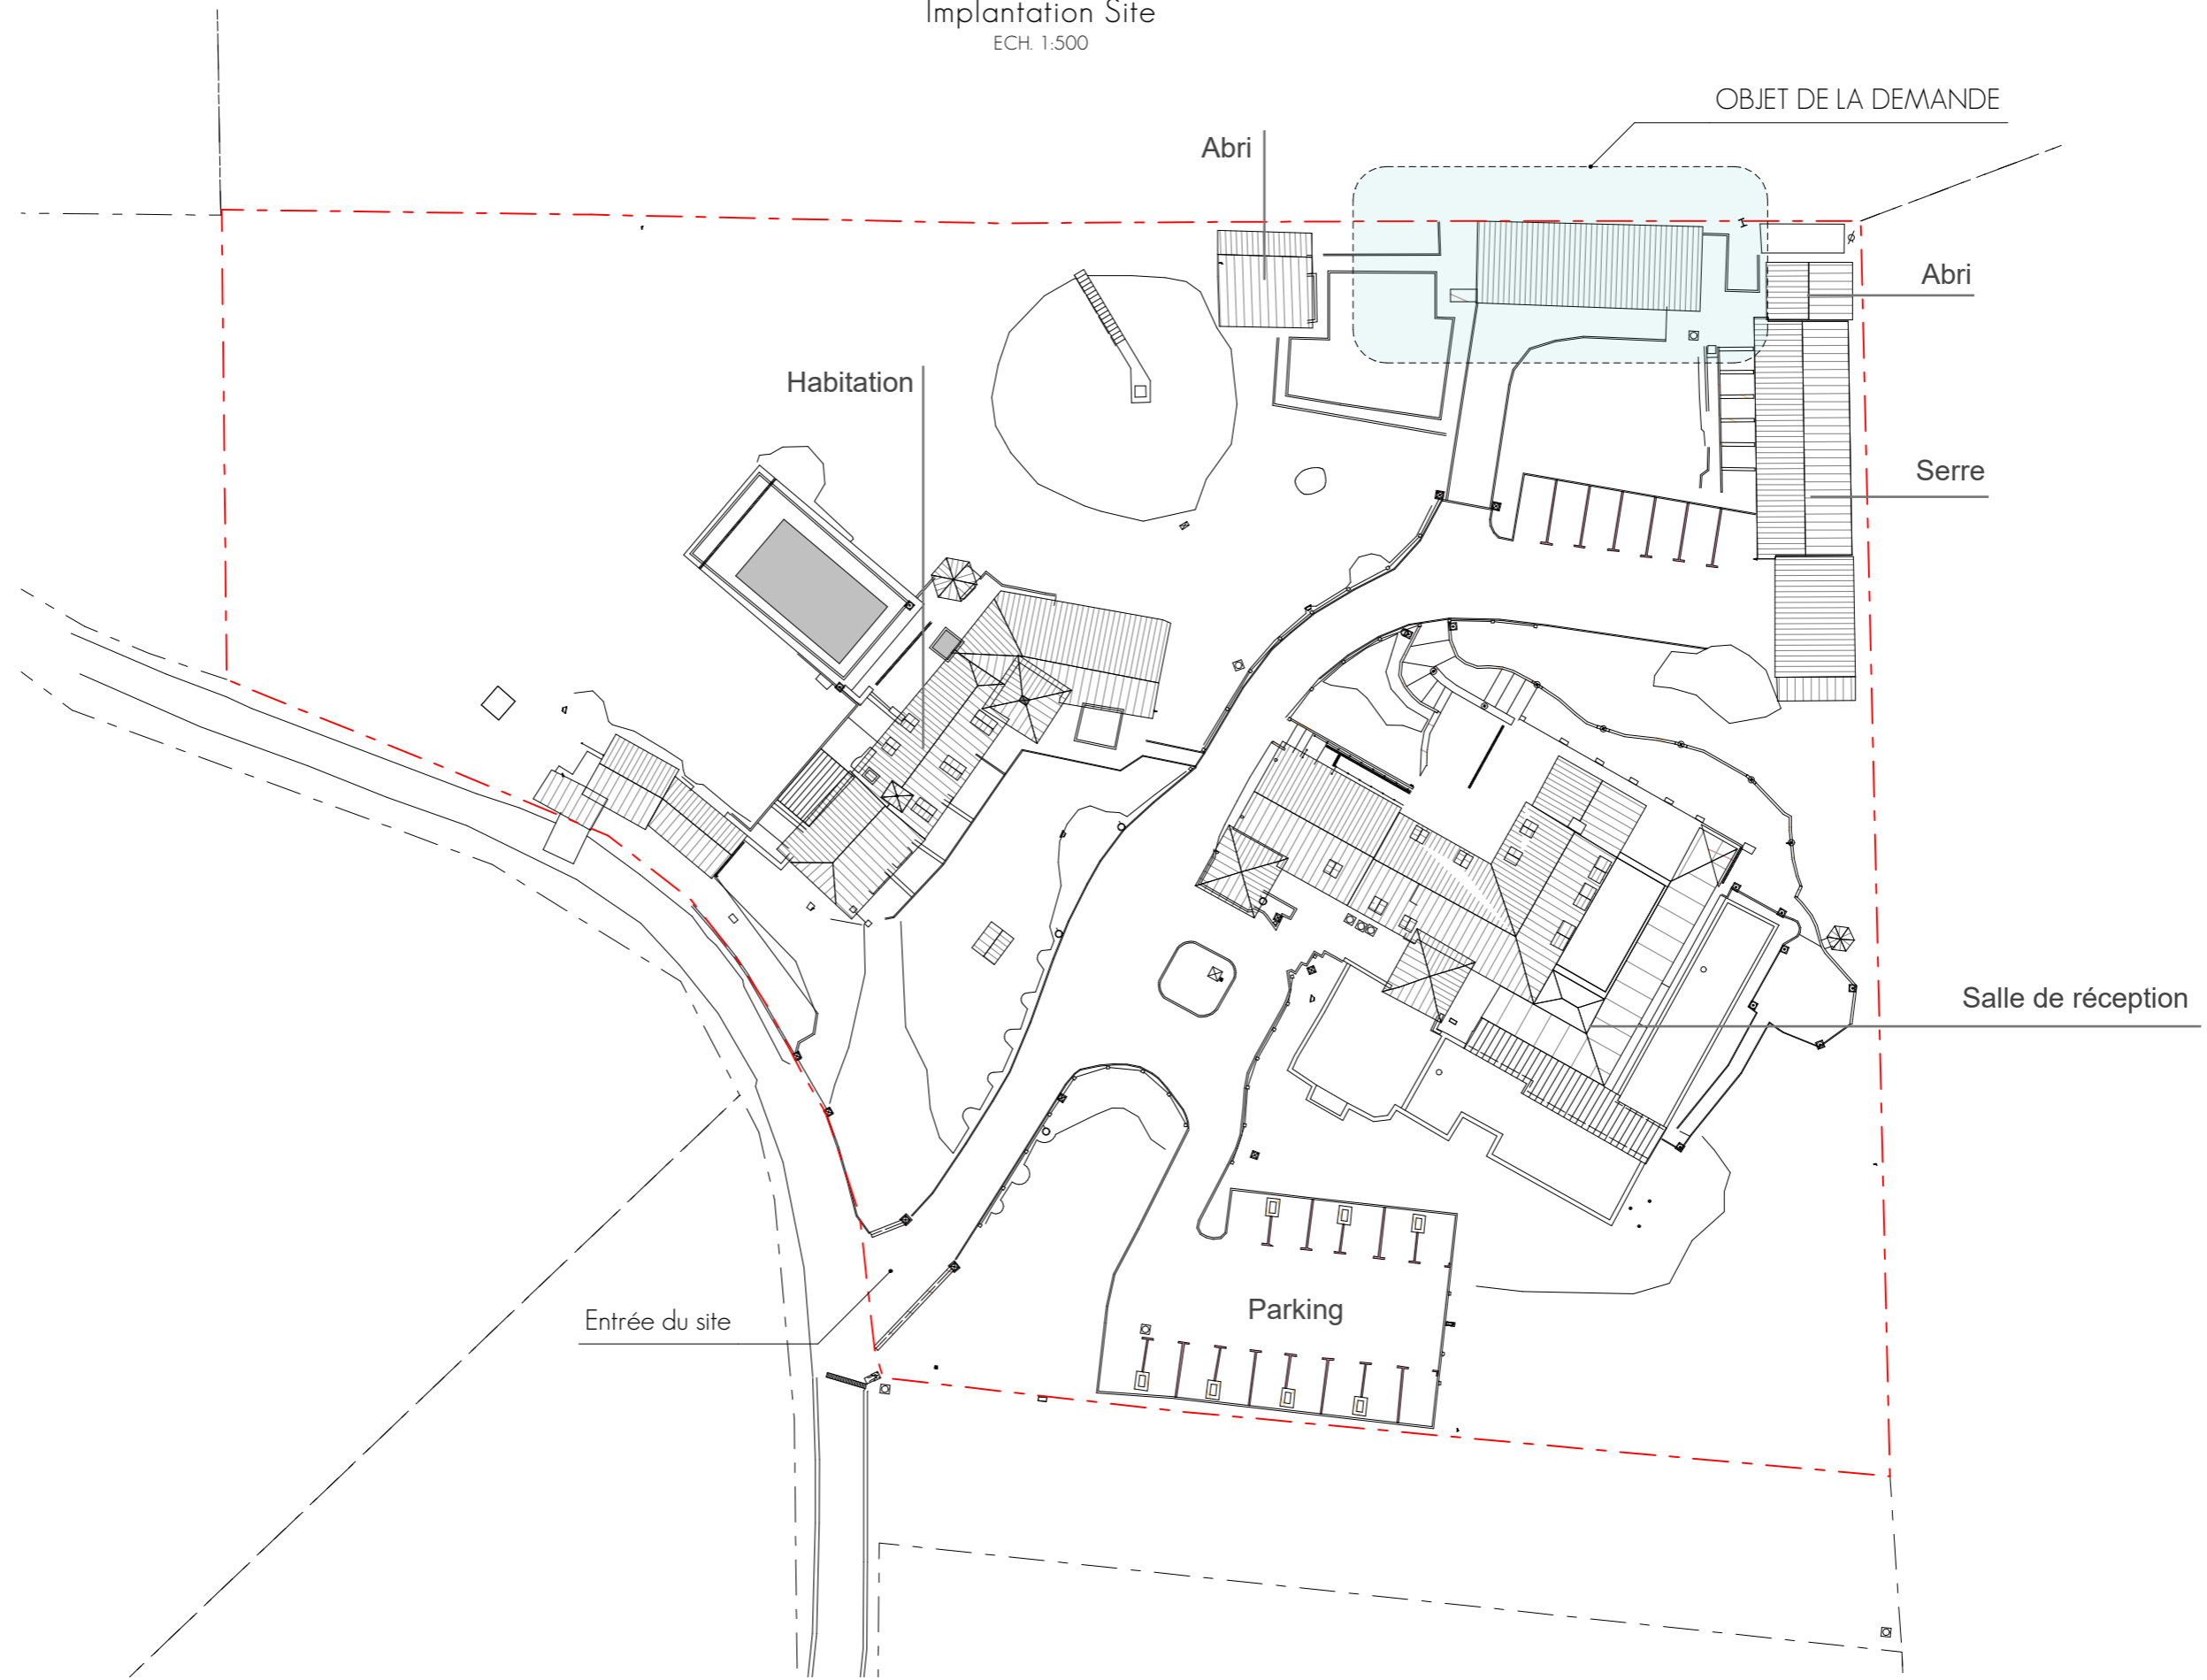 Implantation Site
ECH. 1:500
OBJET DE LA DEMANDE
Abri
Abri
Habitation
Serre
Salle de réception
Entrée du site
Parking